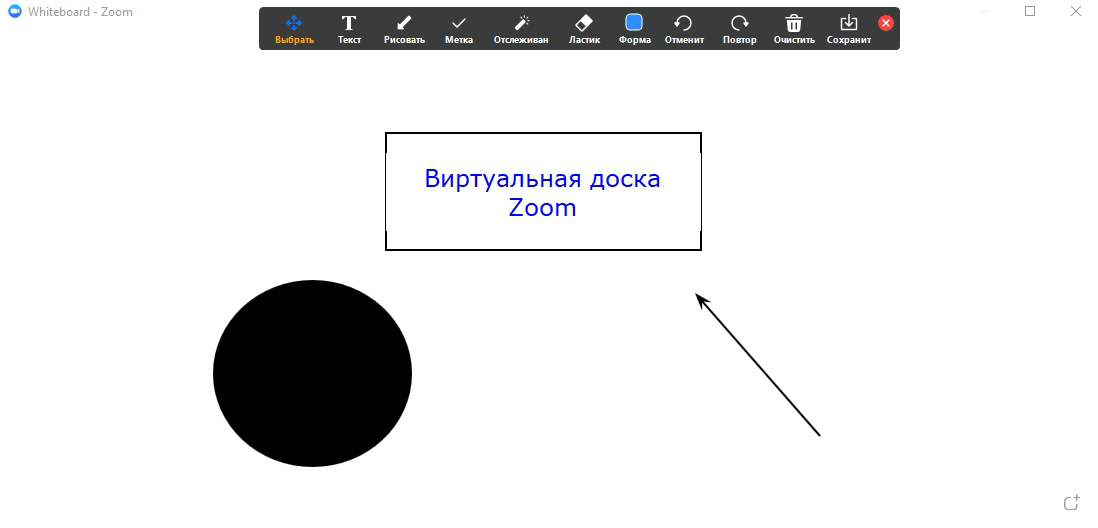 Whiteboard - Zoom
Выбрать Текст Рисовать Метка Отслеживан Ластик Форма Отменит Повтор Очистить Сохранит
Виртуальная доска
Zoom